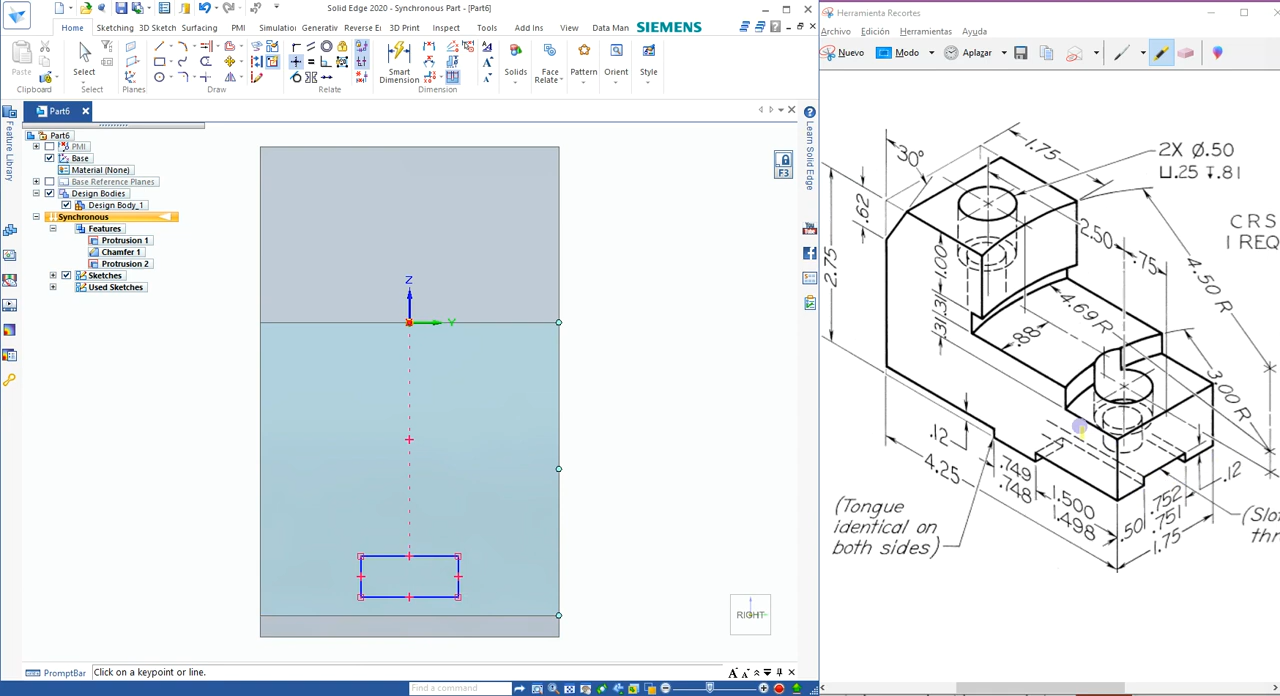 Solid Edge 2020 - Synchronous Part - [Part6]
Home Sketching 3D Sketch Surfacing PMI Simulation Generativ Reverse E 3D Print Inspect Tools Add Ins View Data Man SIEMENS
Paste
Clipboard
Select
Select
Planes
Draw
Relate
Smart
Dimension
Dimension
Solids
Face
Relate
Pattern
Orient
Style
Part6
Feature Library
Learn Solid Edge
Part6
PMI
Base
Material (None)
Base Reference Planes
Design Bodies
Design Body_1
Synchronous
Features
Protrusion 1
Chamfer 1
Protrusion 2
Sketches
Used Sketches
F3
Z
Y
RIGHT
PromptBar
Click on a keypoint or line.
Find a command
Herramienta Recortes
Archivo Edición Herramientas Ayuda
Nuevo Modo Aplazar
30°
1.75
2X Ø.50
⌴.25 ↧.81
.62
2.75
1.00
.31
.31
2.50
.75
4.50 R
CRS
1 REQ
4.69 R
.88
3.00 R
.12
4.25
.749
.748
1.500
1.498
.50
.752
.751
1.75
.12
(Tongue
identical on
both sides)
(Slo
thr